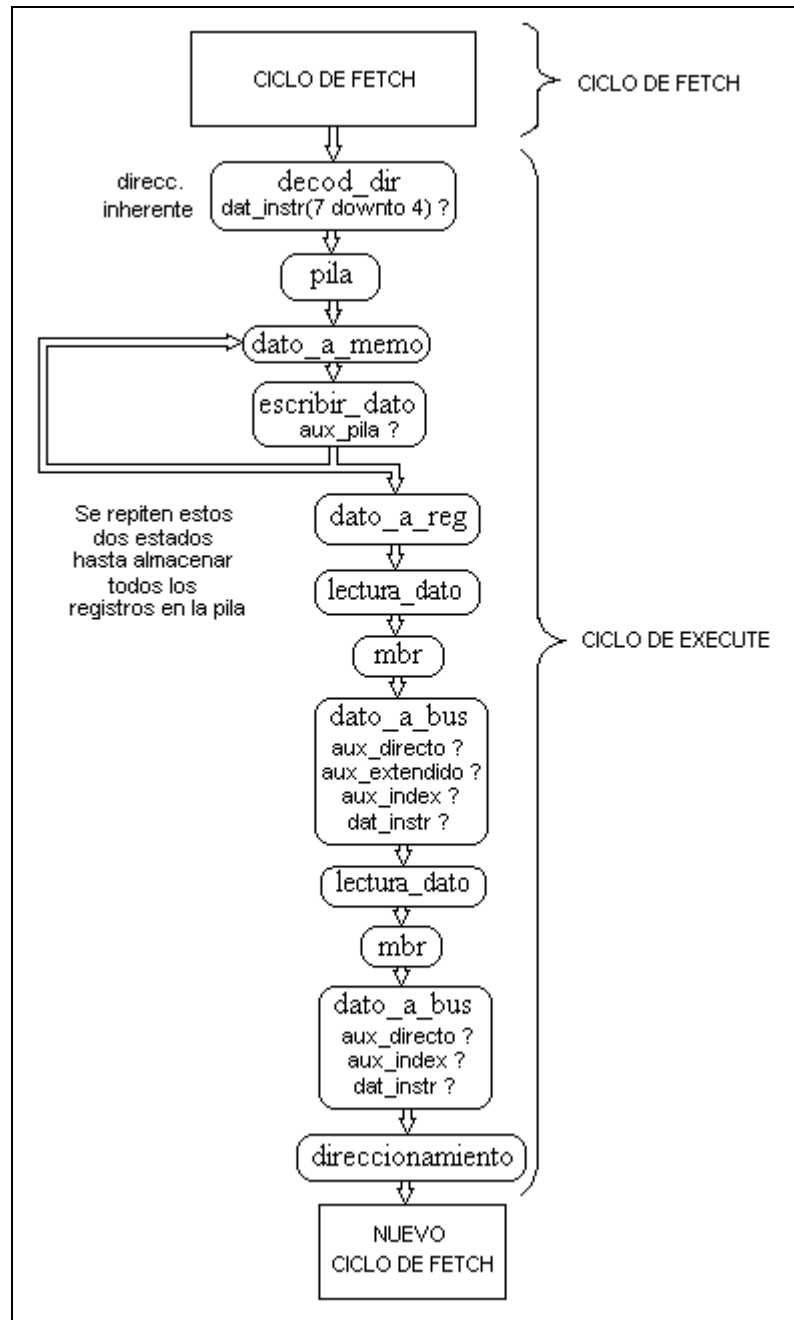 CICLO DE FETCH
CICLO DE FETCH
direcc.
inherente
decod_dir
dat_instr(7 downto 4) ?
pila
dato_a_memo
escribir_dato
aux_pila ?
Se repiten estos
dos estados
hasta almacenar
todos los
registros en la pila
dato_a_reg
lectura_dato
mbr
CICLO DE EXECUTE
dato_a_bus
aux_directo ?
aux_extendido ?
aux_index ?
dat_instr ?
lectura_dato
mbr
dato_a_bus
aux_directo ?
aux_index ?
dat_instr ?
direccionamiento
NUEVO
CICLO DE FETCH